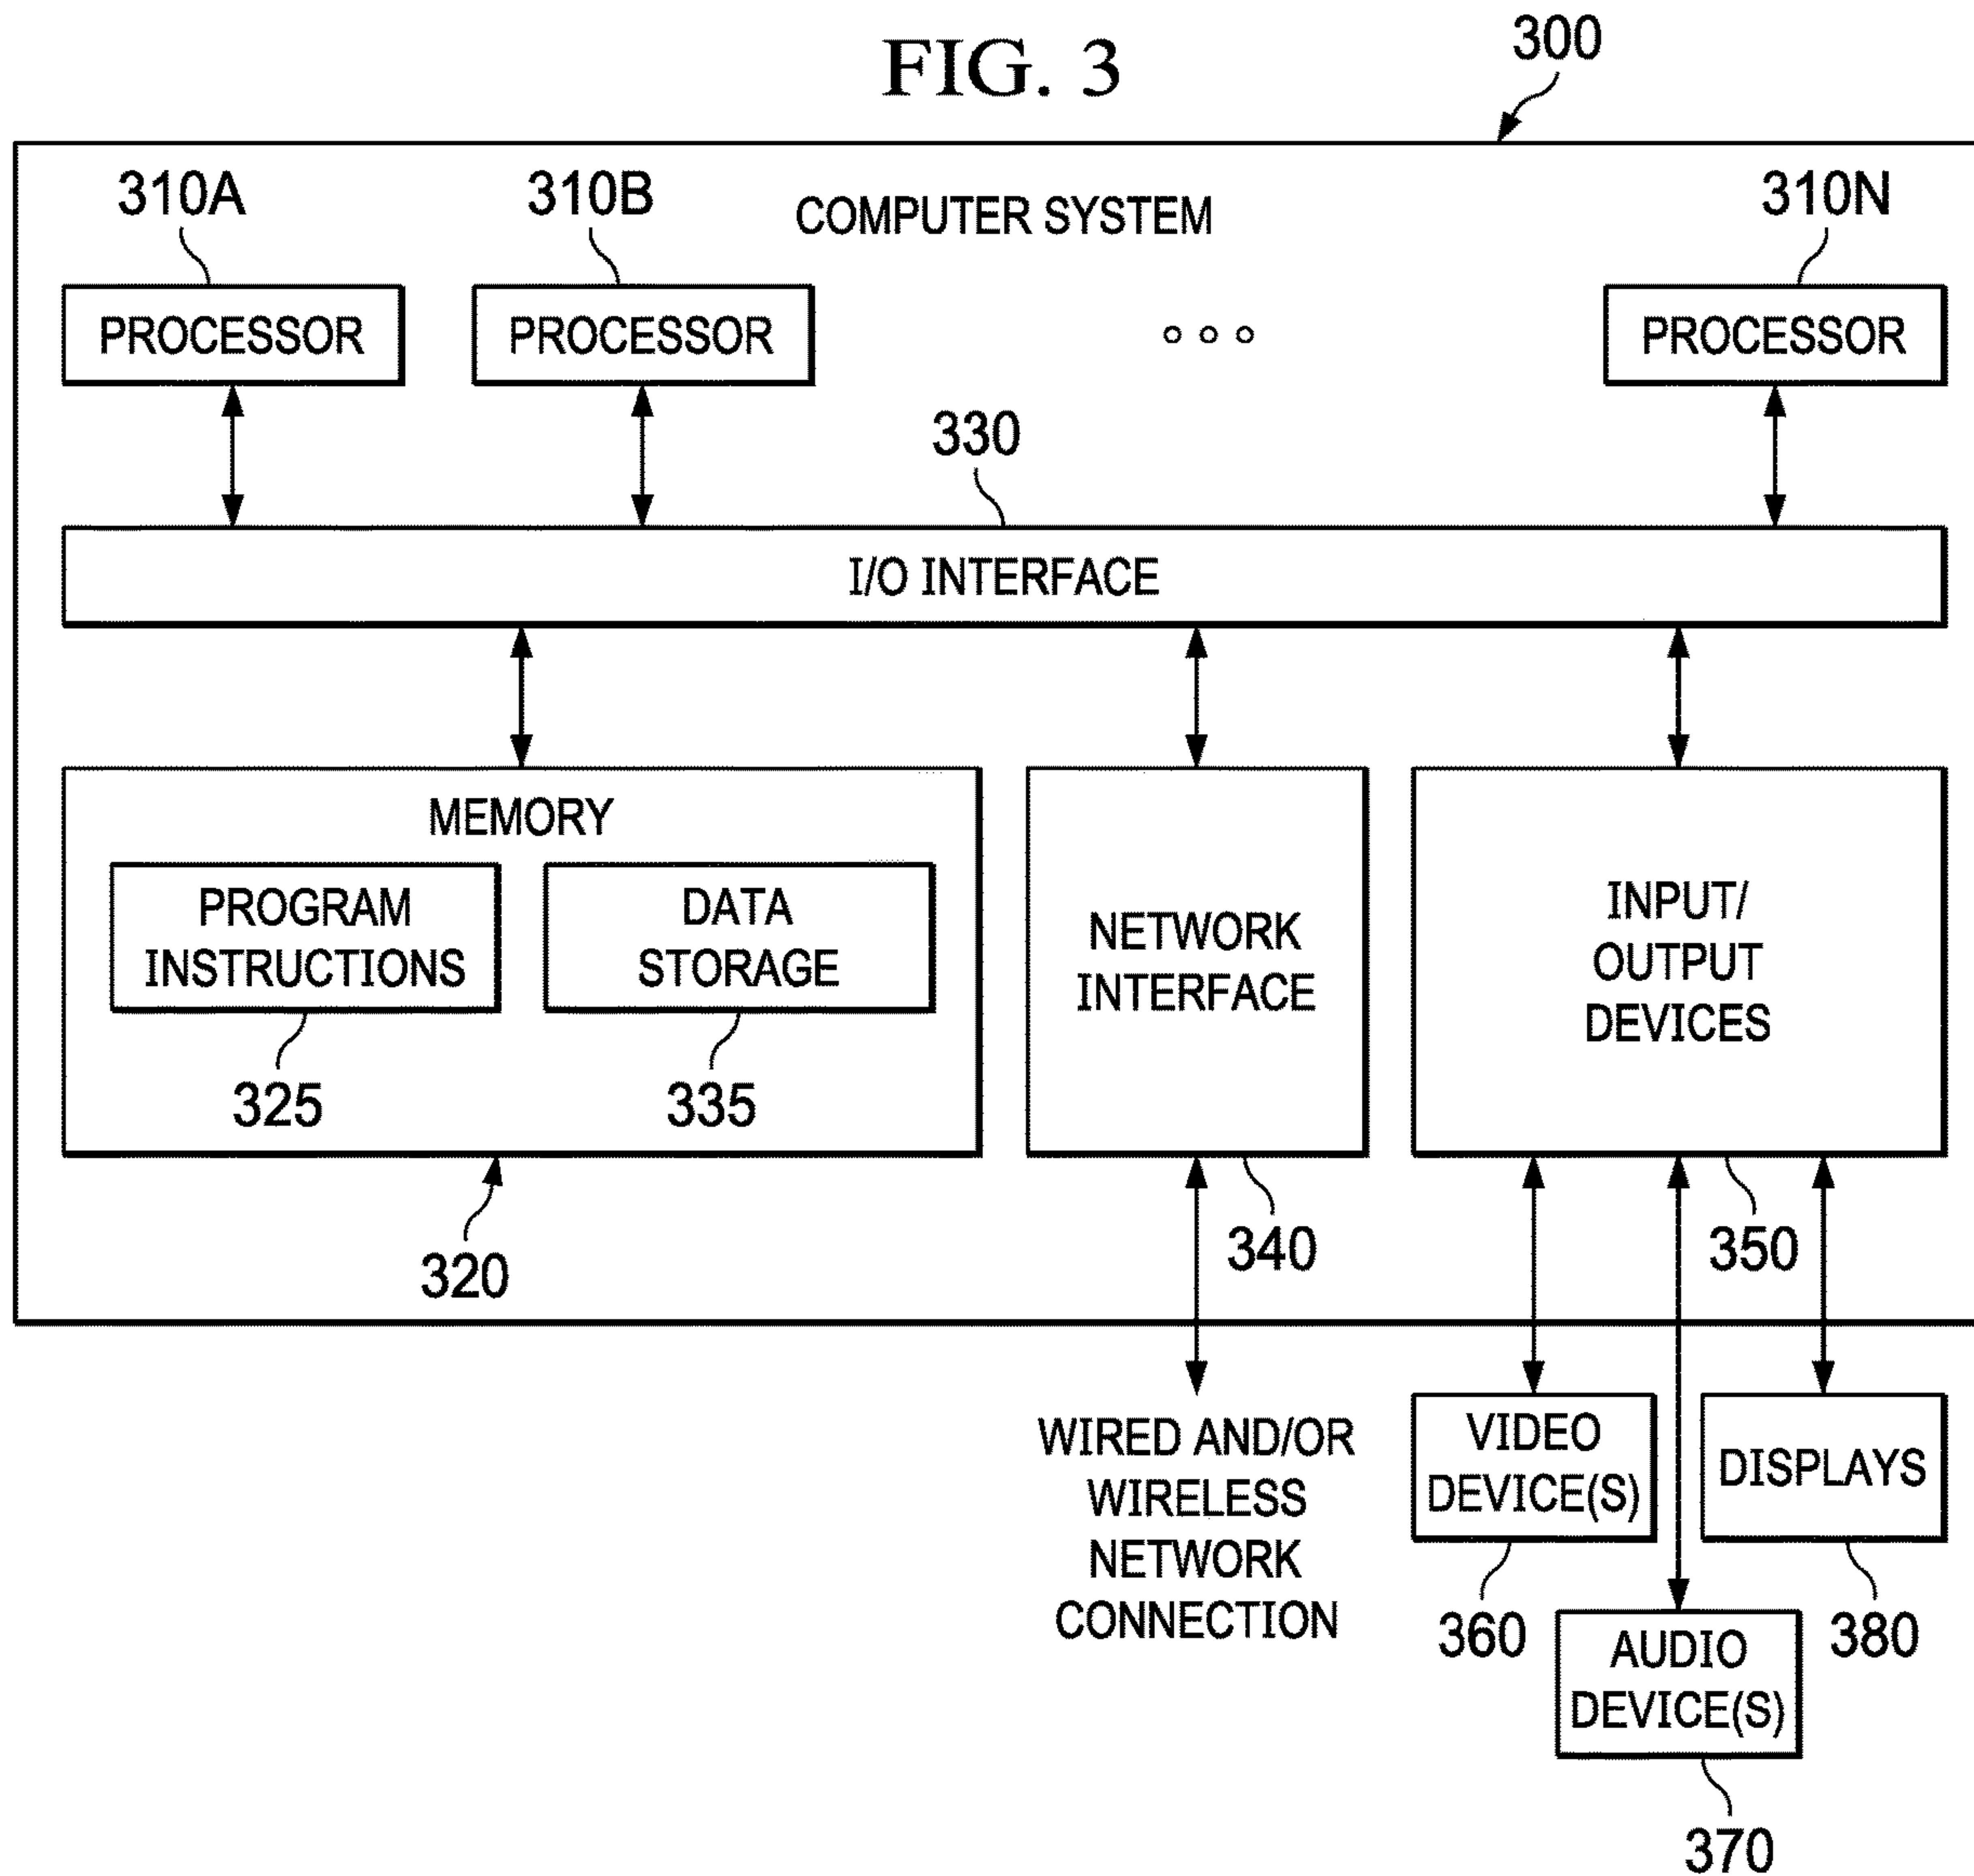 FIG. 3
300
310A
310B
COMPUTER SYSTEM
310N
PROCESSOR
PROCESSOR
PROCESSOR
330
I/O INTERFACE
MEMORY
PROGRAM
INSTRUCTIONS
DATA
STORAGE
325
335
320
NETWORK
INTERFACE
340
INPUT/
OUTPUT
DEVICES
350
WIRED AND/OR
WIRELESS
NETWORK
CONNECTION
VIDEO
DEVICE(S)
360
DISPLAYS
380
AUDIO
DEVICE(S)
370